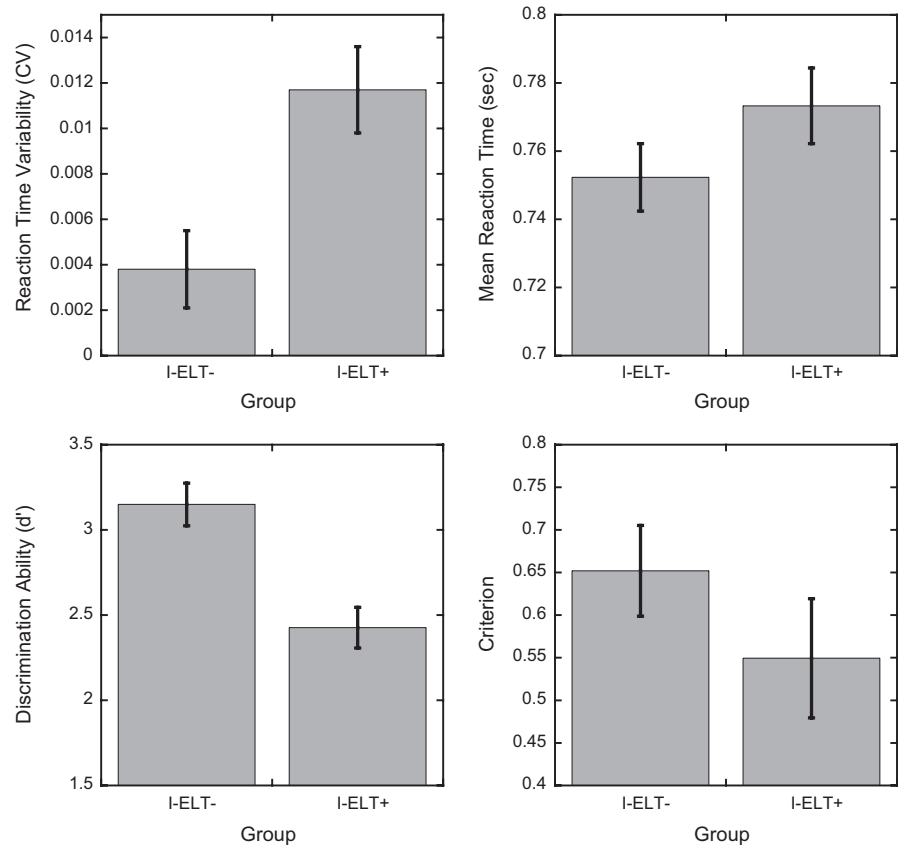 Reaction Time Variability (CV)
0.014
0.012
0.01
0.008
0.006
0.004
0.002
0
I-ELT-
I-ELT+
Group
Mean Reaction Time (sec)
0.8
0.78
0.76
0.74
0.72
0.7
I-ELT-
I-ELT+
Group
Discrimination Ability (d')
3.5
3
2.5
2
1.5
I-ELT-
I-ELT+
Group
Criterion
0.8
0.75
0.7
0.65
0.6
0.55
0.5
0.45
0.4
I-ELT-
I-ELT+
Group